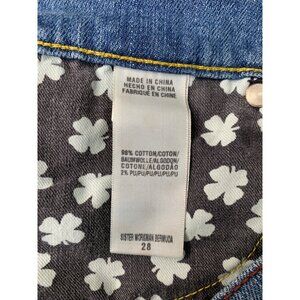 MADE IN CHINA
HECHO EN CHINA
FABRIQUÉ EN CHINE
98% COTTON/COTON/
BAUMWOLLE/ALGODON/
COTONE/ALGODÃO
2% PU/PU/PU/PU/PU/PU
SISTER WORKMAN BERMUDA
28